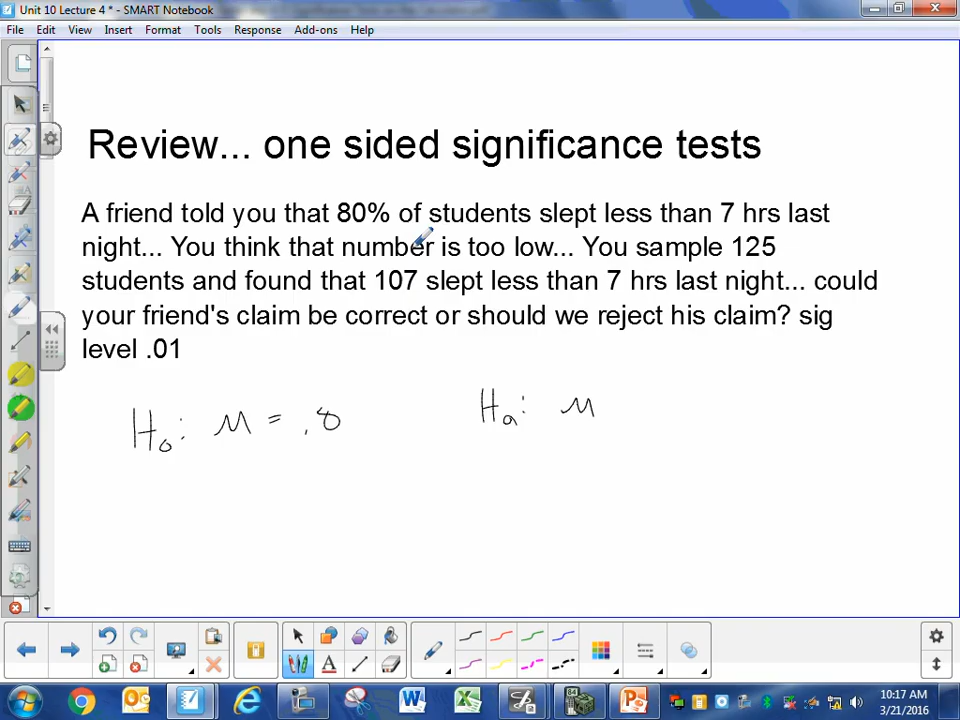 Unit 10 Lecture 4 * - SMART Notebook
File Edit View Insert Format Tools Response Add-ons Help
Review... one sided significance tests
A friend told you that 80% of students slept less than 7 hrs last
night... You think that number is too low... You sample 125
students and found that 107 slept less than 7 hrs last night... could
your friend's claim be correct or should we reject his claim? sig
level .01
H₀: μ = .8 Hₐ: μ
10:17 AM
3/21/2016